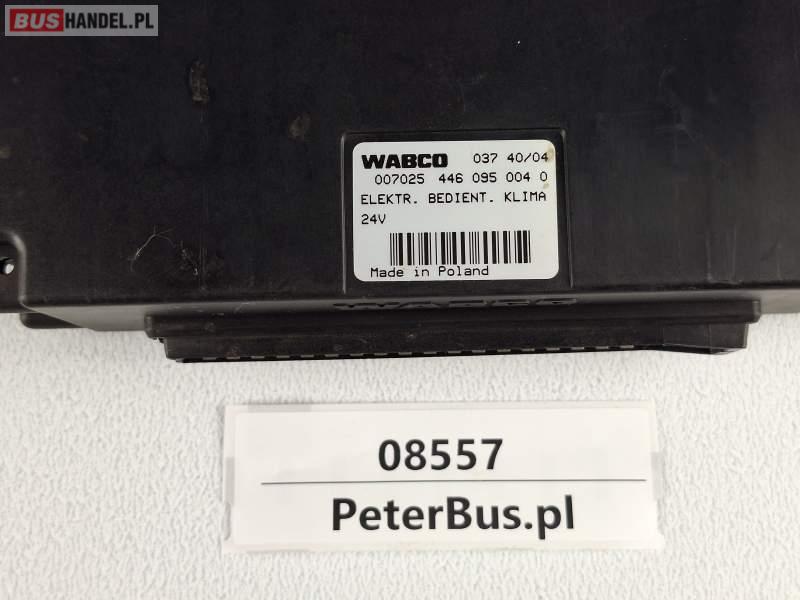 BUSHANDEL.PL
WABCO 037 40/04
007025 446 095 004 0
ELEKTR. BEDIENT. KLIMA
24V
Made in Poland
WABCO
08557
PeterBus.pl